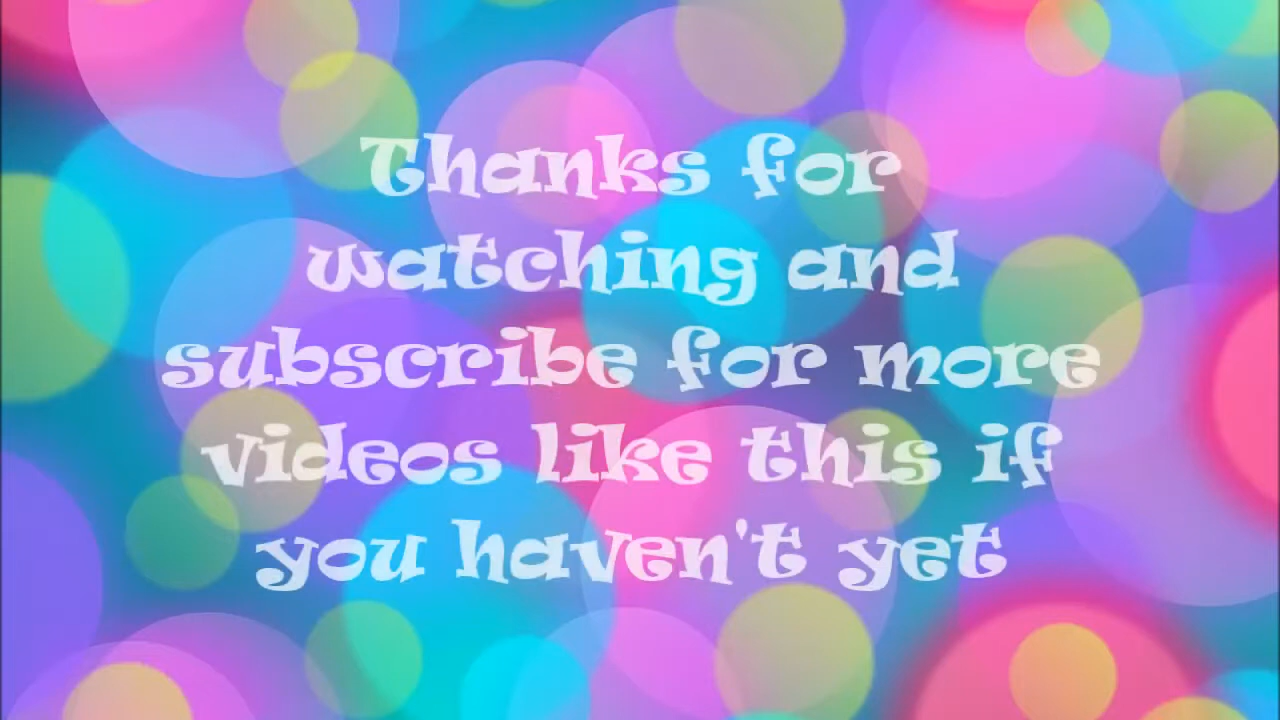 Thanks for
watching and
subscribe for more
videos like this if
you haven't yet